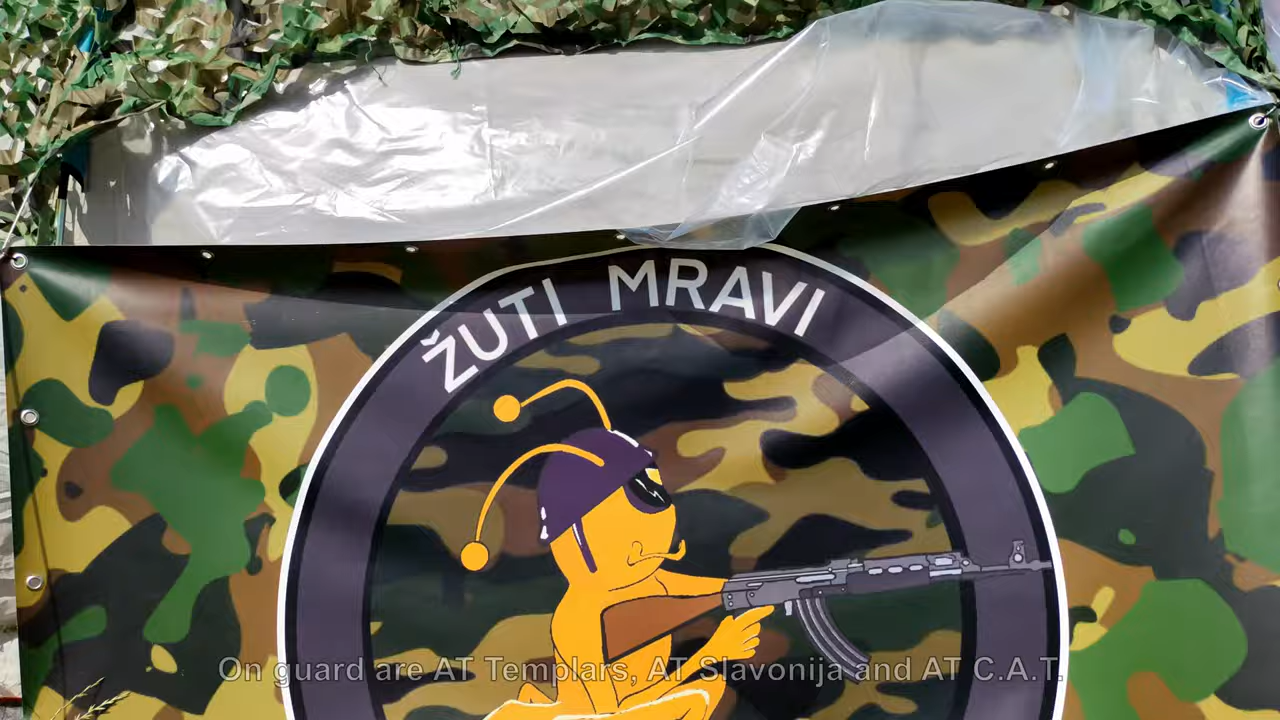 ŽUTI MRAVI
On guard are AT Templars, AT Slavonija and AT C.A.T.